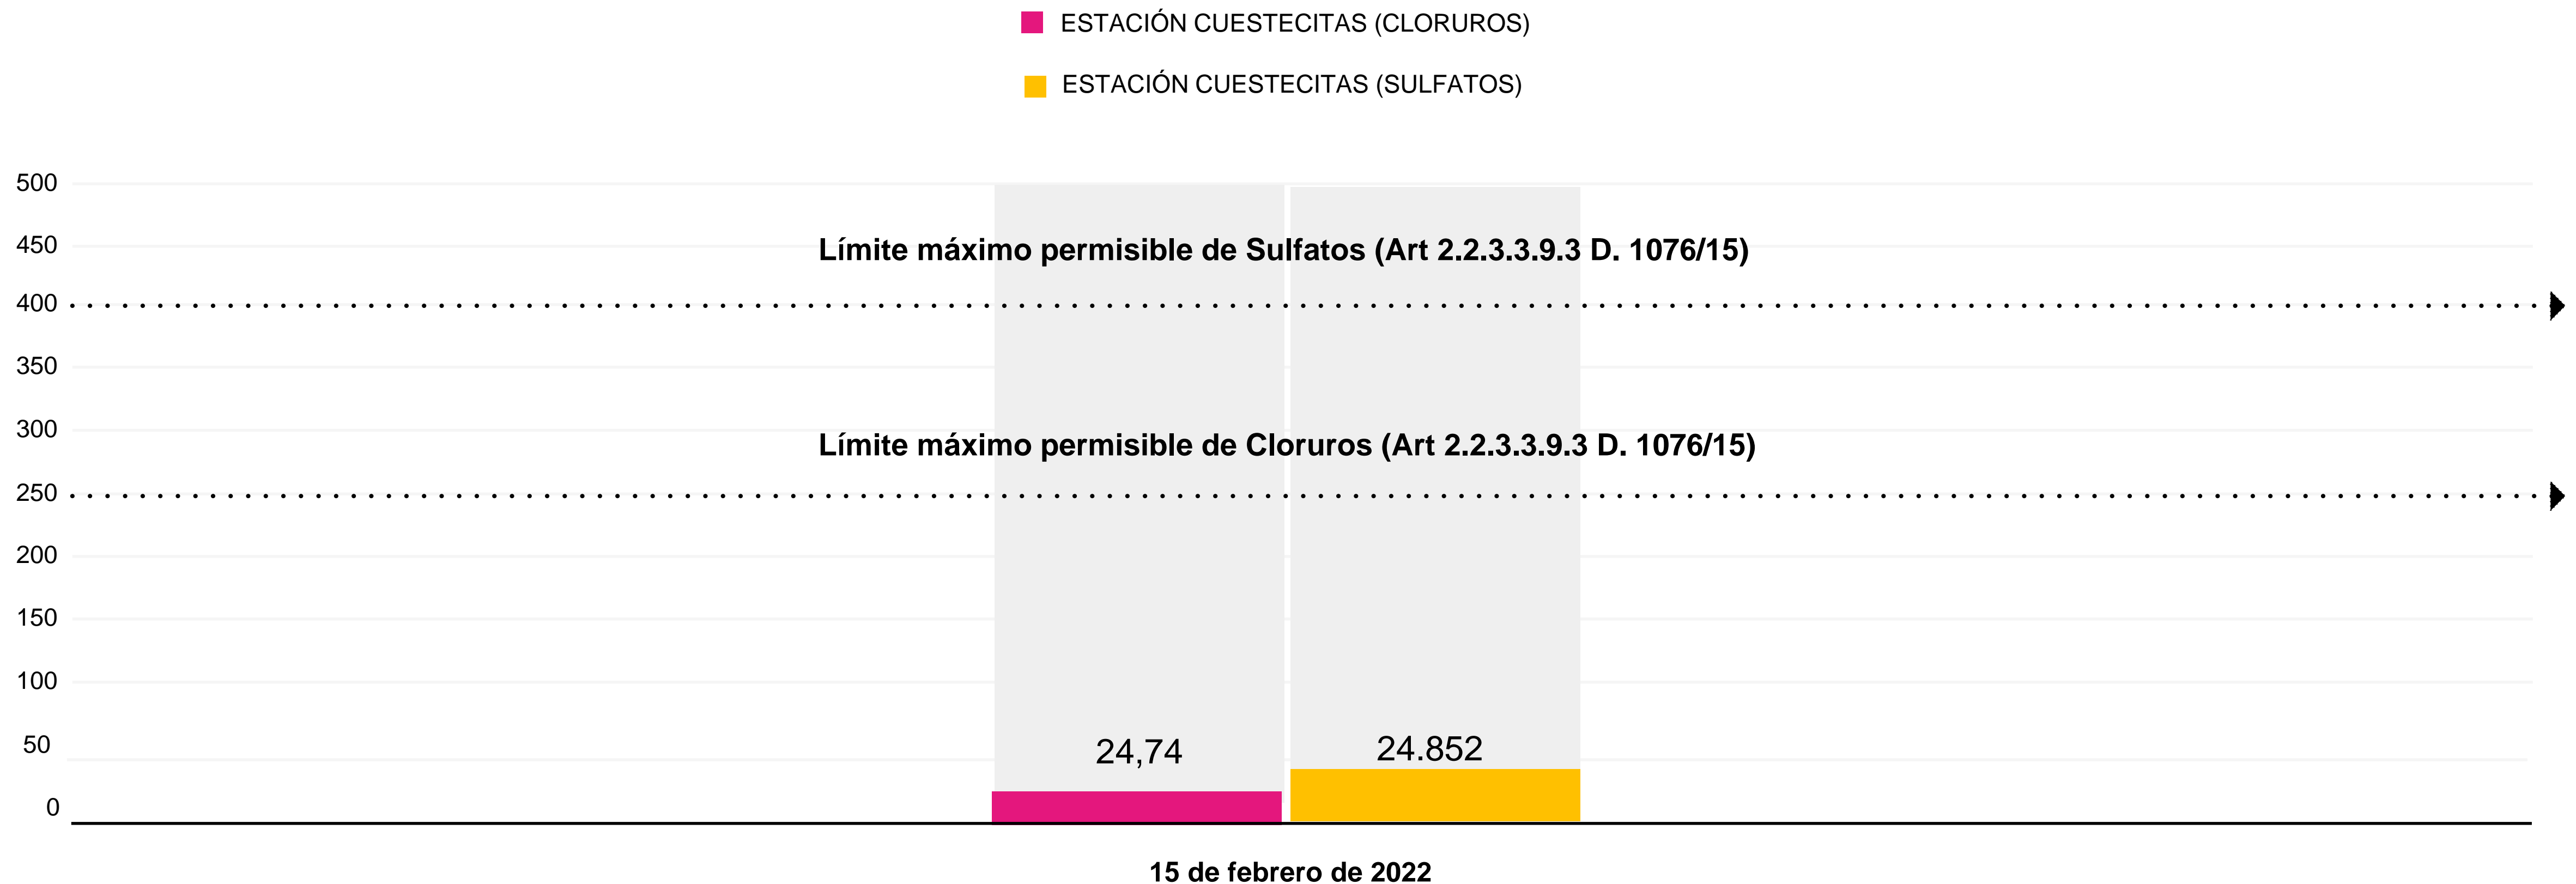 ESTACIÓN CUESTECITAS (CLORUROS)
ESTACIÓN CUESTECITAS (SULFATOS)
500
450
Límite máximo permisible de Sulfatos (Art 2.2.3.3.9.3 D. 1076/15)
400
350
300
Límite máximo permisible de Cloruros (Art 2.2.3.3.9.3 D. 1076/15)
250
200
150
100
50
24,74
24.852
0
15 de febrero de 2022